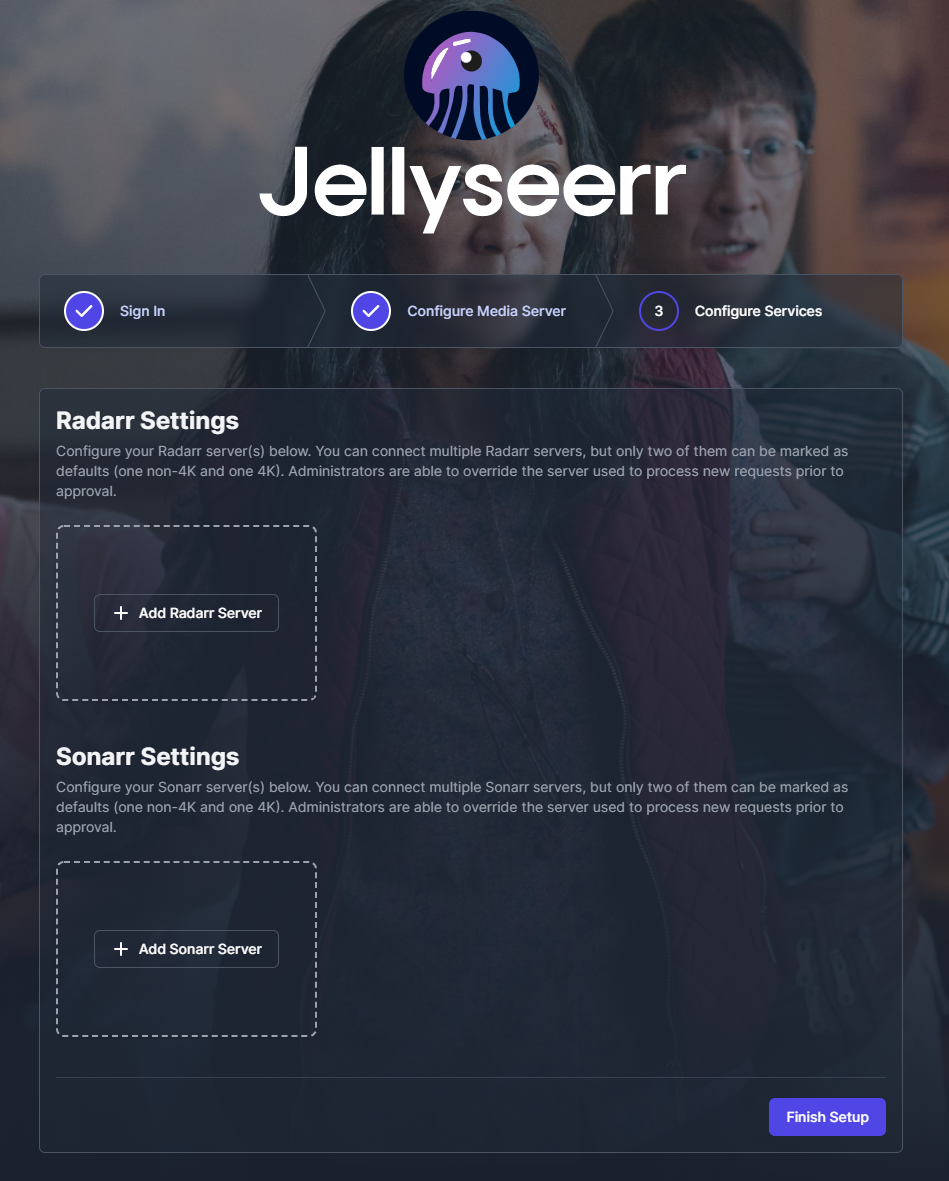 Jellyseerr
Sign In
Configure Media Server
3
Configure Services
Radarr Settings
Configure your Radarr server(s) below. You can connect multiple Radarr servers, but only two of them can be marked as
defaults (one non-4K and one 4K). Administrators are able to override the server used to process new requests prior to
approval.
Add Radarr Server
Sonarr Settings
Configure your Sonarr server(s) below. You can connect multiple Sonarr servers, but only two of them can be marked as
defaults (one non-4K and one 4K). Administrators are able to override the server used to process new requests prior to
approval.
Add Sonarr Server
Finish Setup